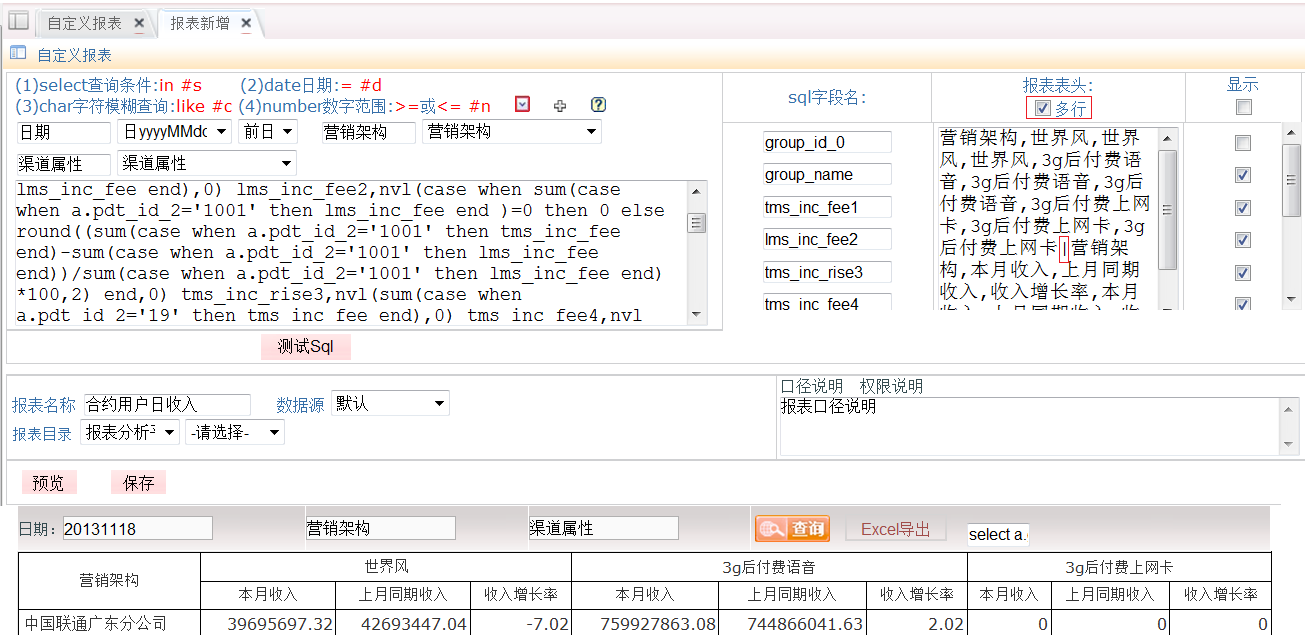 自定义报表 × 报表新增 ×
自定义报表
(1)select查询条件:in #s (2)date日期:= #d
(3)char字符模糊查询:like #c (4)number数字范围:>=或<= #n
日期 日yyyyMMdc 前日 营销架构 营销架构
渠道属性 渠道属性
lms_inc_fee end),0) lms_inc_fee2,nvl(case when sum(case
when a.pdt_id_2='1001' then lms_inc_fee end )=0 then 0 else
round((sum(case when a.pdt_id_2='1001' then tms_inc_fee
end)-sum(case when a.pdt_id_2='1001' then lms_inc_fee
end))/sum(case when a.pdt_id_2='1001' then lms_inc_fee end)
*100,2) end,0) tms_inc_rise3,nvl(sum(case when
a.pdt_id_2='19' then tms_inc_fee end),0) tms_inc_fee4,nvl
测试Sql
sql字段名:
group_id_0
group_name
tms_inc_fee1
lms_inc_fee2
tms_inc_rise3
tms_inc_fee4
报表表头:
多行
营销架构,世界风,世界
风,世界风,3g后付费语
音,3g后付费语音,3g后
付费语音,3g后付费上网
卡,3g后付费上网卡,3g
后付费上网卡|营销架
构,本月收入,上月同期
收入,收入增长率,本月
收入,上月同期收入,收
显示
报表名称 合约用户日收入 数据源 默认
报表目录 报表分析 -请选择-
口径说明 权限说明
报表口径说明
预览 保存
日期: 20131118 营销架构 渠道属性 查询 Excel导出 select a.
营销架构 世界风 3g后付费语音 3g后付费上网卡
本月收入 上月同期收入 收入增长率 本月收入 上月同期收入 收入增长率 本月收入 上月同期收入 收入增长率
中国联通广东分公司 39695697.32 42693447.04 -7.02 759927863.08 744866041.63 2.02 0 0 0